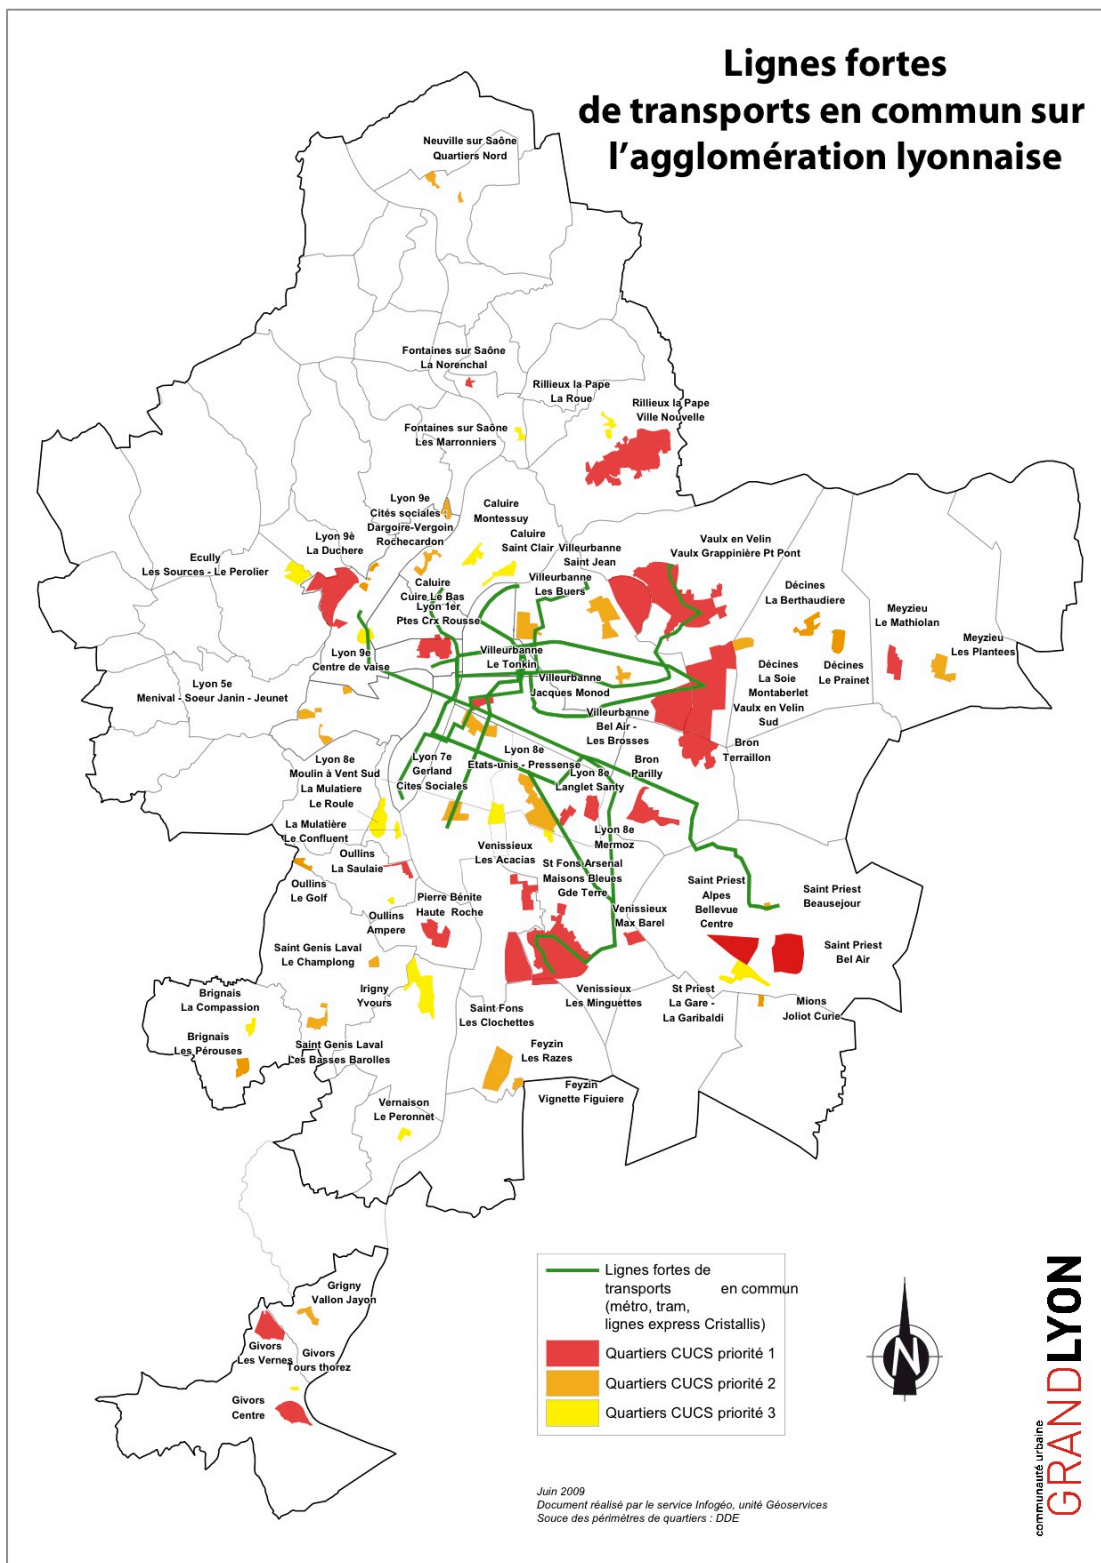 Lignes fortes
de transports en commun sur
l'agglomération lyonnaise
Neuville sur Saône
Quartiers Nord
Fontaines sur Saône
La Norenchal
Rillieux la Pape
La Roue
Rillieux la Pape
Ville Nouvelle
Fontaines sur Saône
Les Marronniers
Lyon 9e
Cités sociales :
Dargoire-Vergoin
Rochecardon
Caluire
Montessuy
Caluire
Saint Clair
Villeurbanne
Saint Jean
Vaulx en Velin
Vaulx Grappinière Pt Pont
Lyon 9è
La Duchere
Ecully
Les Sources - Le Perolier
Villeurbanne
Les Buers
Caluire
Cuire Le Bas
Lyon 1er
Ptes Crx Rousse
Décines
La Berthaudiere
Meyzieu
Le Mathiolan
Meyzieu
Les Plantees
Lyon 9e
Centre de vaise
Villeurbanne
Le Tonkin
Décines
La Soie
Montaberlet
Vaulx en Velin
Sud
Décines
Le Prainet
Lyon 5e
Menival - Soeur Janin - Jeunet
Villeurbanne
Jacques Monod
Villeurbanne
Bel Air -
Les Brosses
Bron
Terraillon
Lyon 8e
Moulin à Vent Sud
La Mulatiere
Le Roule
Lyon 7e
Gerland
Cites Sociales
Lyon 8e
Etats-unis - Pressensé
Lyon 8e
Langlet Santy
Bron
Parilly
La Mulatière
Le Confluent
Lyon 8e
Mermoz
Oullins
La Saulaie
Venissieux
Les Acacias
St Fons Arsenal
Maisons Bleues
Gde Terre
Oullins
Le Golf
Pierre Bénite
Haute Roche
Oullins
Ampere
Venissieux
Max Barel
Saint Priest
Alpes
Bellevue
Centre
Saint Priest
Beausejour
Saint Priest
Bel Air
Saint Genis Laval
Le Champlong
Irigny
Yvours
Brignais
La Compassion
Saint Fons
Les Clochettes
Venissieux
Les Minguettes
St Priest
La Gare -
La Garibaldi
Mions
Joliot Curie
Brignais
Les Pérouses
Saint Genis Laval
Les Basses Barolles
Feyzin
Les Razes
Feyzin
Vignette Figuiere
Vernaison
Le Peronnet
Grigny
Vallon Jayon
Givors
Les Vernes
Givors
Tours thorez
Givors
Centre
Lignes fortes de
transports en commun
(métro, tram,
lignes express Cristallis)
Quartiers CUCS priorité 1
Quartiers CUCS priorité 2
Quartiers CUCS priorité 3
N
communauté urbaine
GRANDLYON
Juin 2009
Document réalisé par le service Infogéo, unité Géoservices
Souce des périmètres de quartiers : DDE